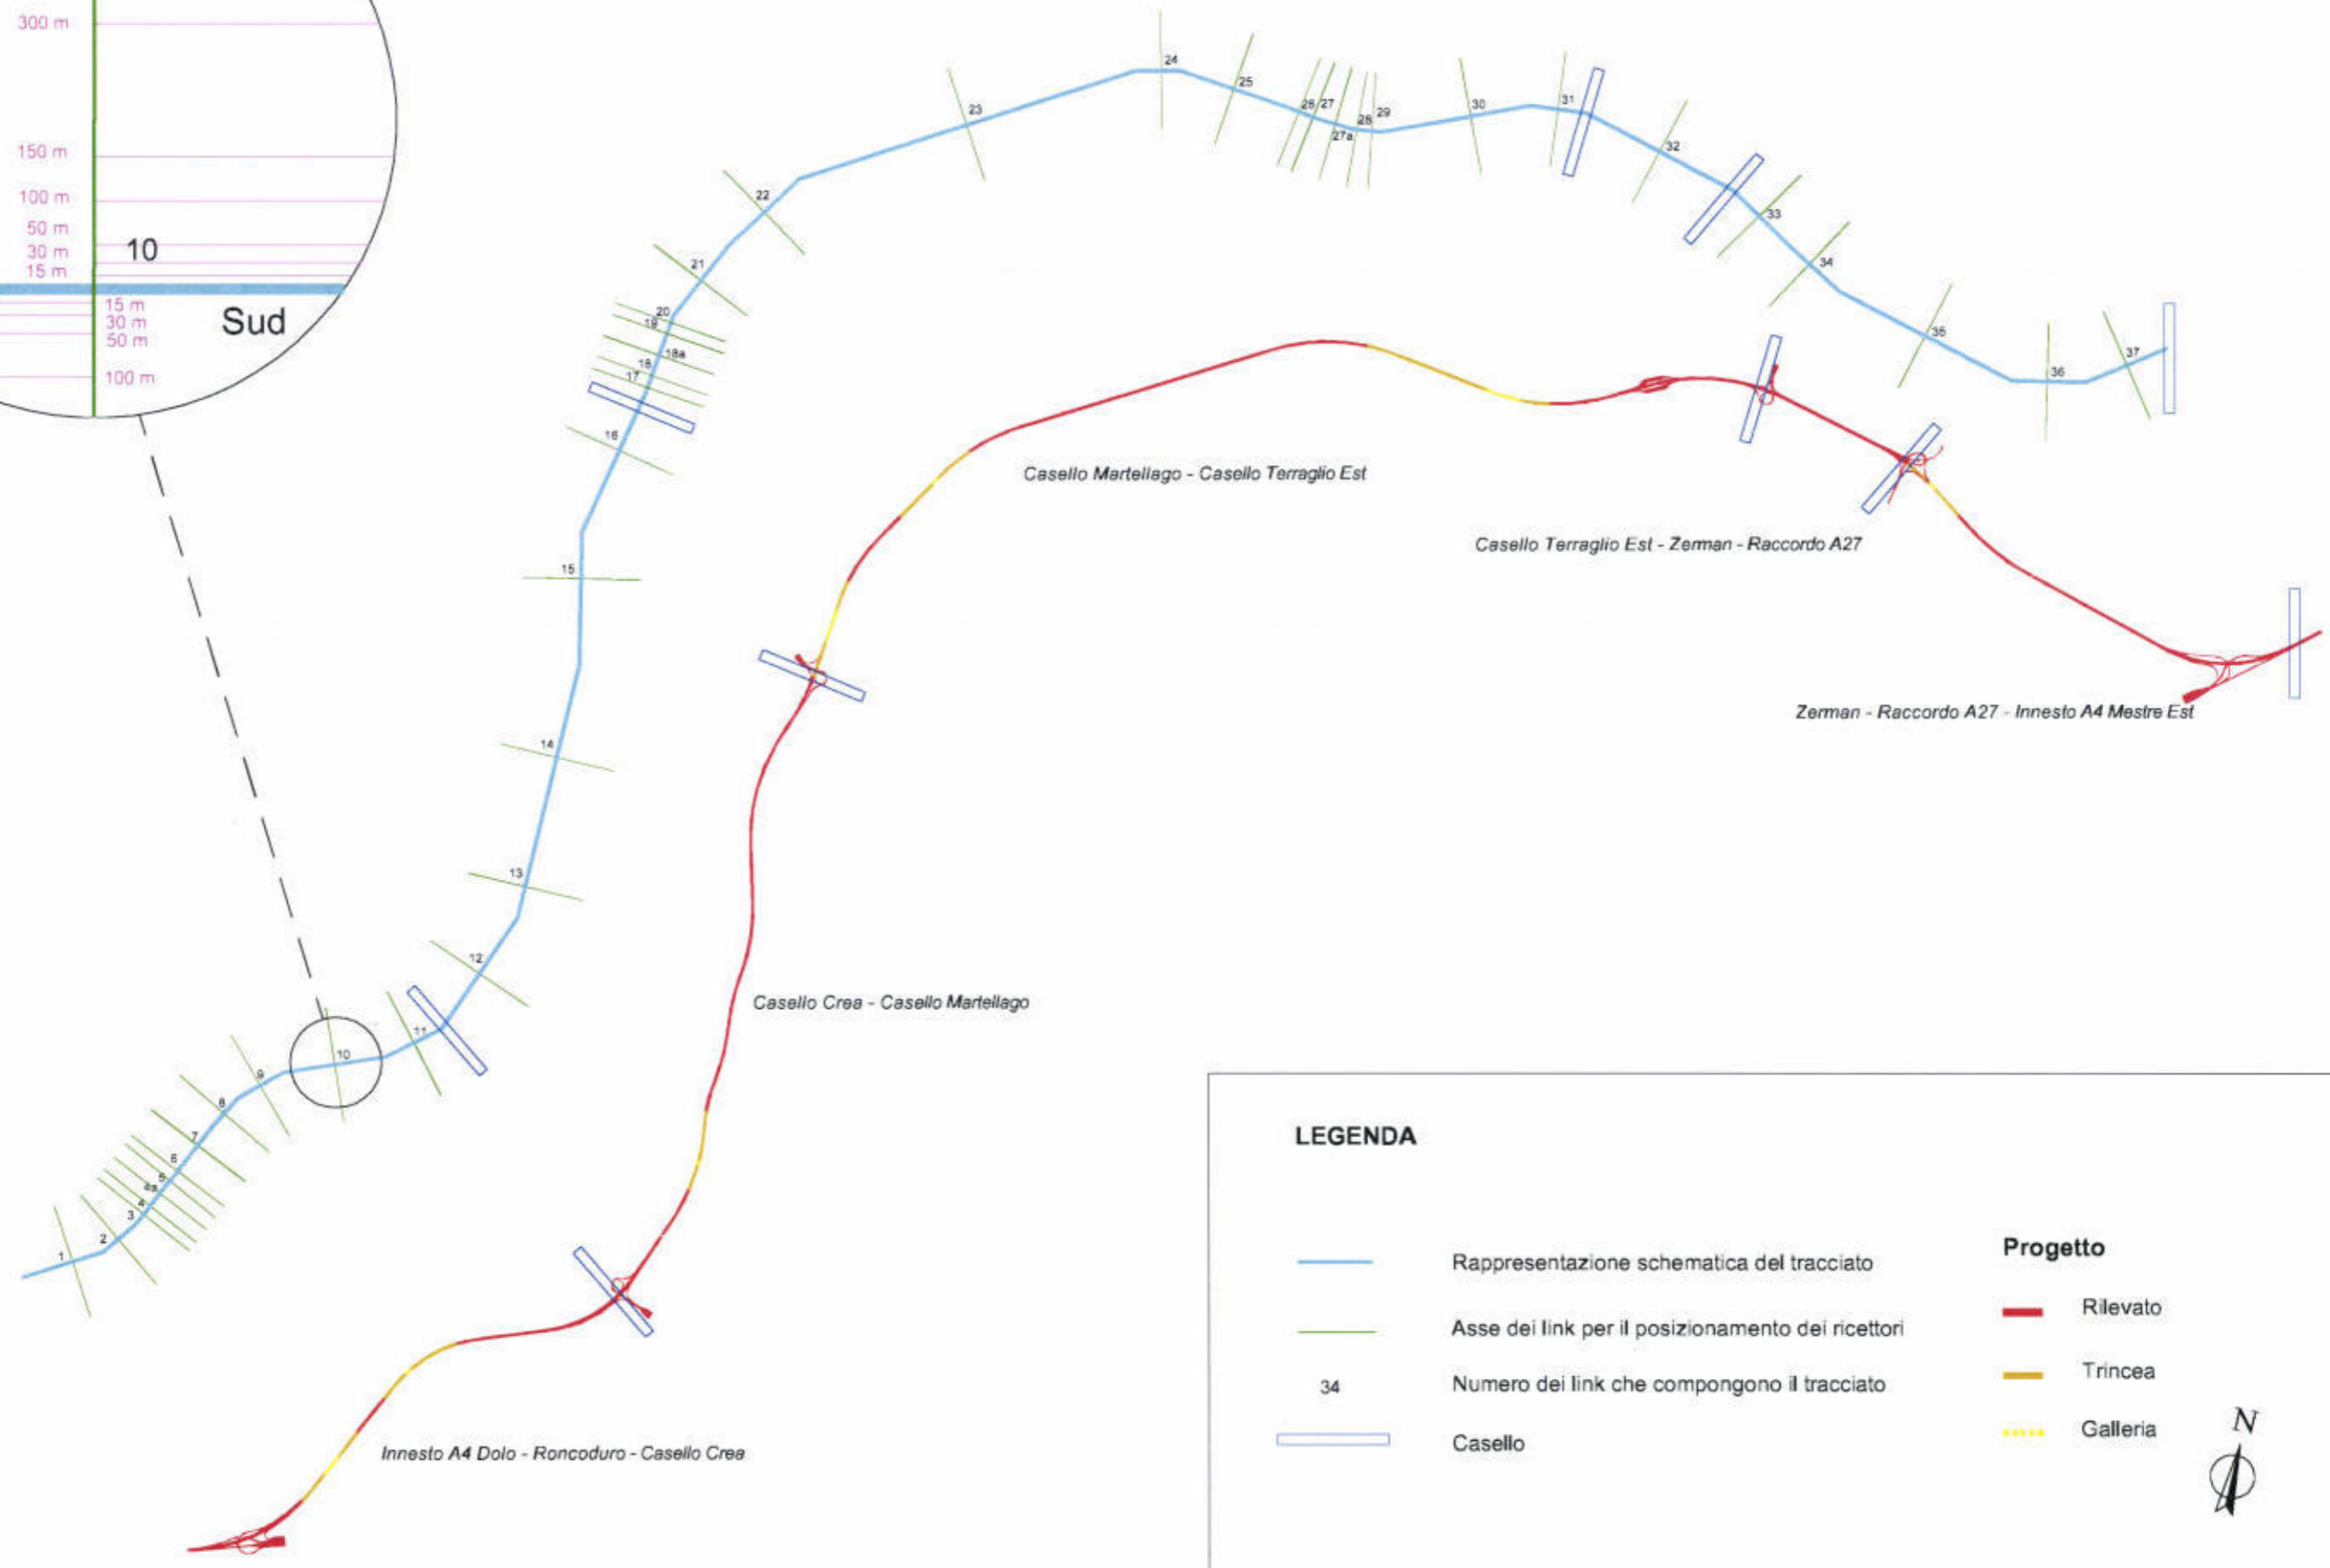 300 m
150 m
100 m
50 m
30 m
15 m
10
15 m
30 m
50 m
100 m
Sud
24
25
23
26
27
27a
28
29
30
31
32
33
34
35
36
37
22
21
20
19
18a
18
17
16
15
14
13
12
11
10
9
8
7
6
5
4a
4
3
2
1
Casello Martellago - Casello Terraglio Est
Casello Terraglio Est - Zerman - Raccordo A27
Zerman - Raccordo A27 - Innesto A4 Mestre Est
Casello Crea - Casello Martellago
Innesto A4 Dolo - Roncoduro - Casello Crea
LEGENDA
Rappresentazione schematica del tracciato
Asse dei link per il posizionamento dei ricettori
34 Numero dei link che compongono il tracciato
Casello
Progetto
Rilevato
Trincea
Galleria
N